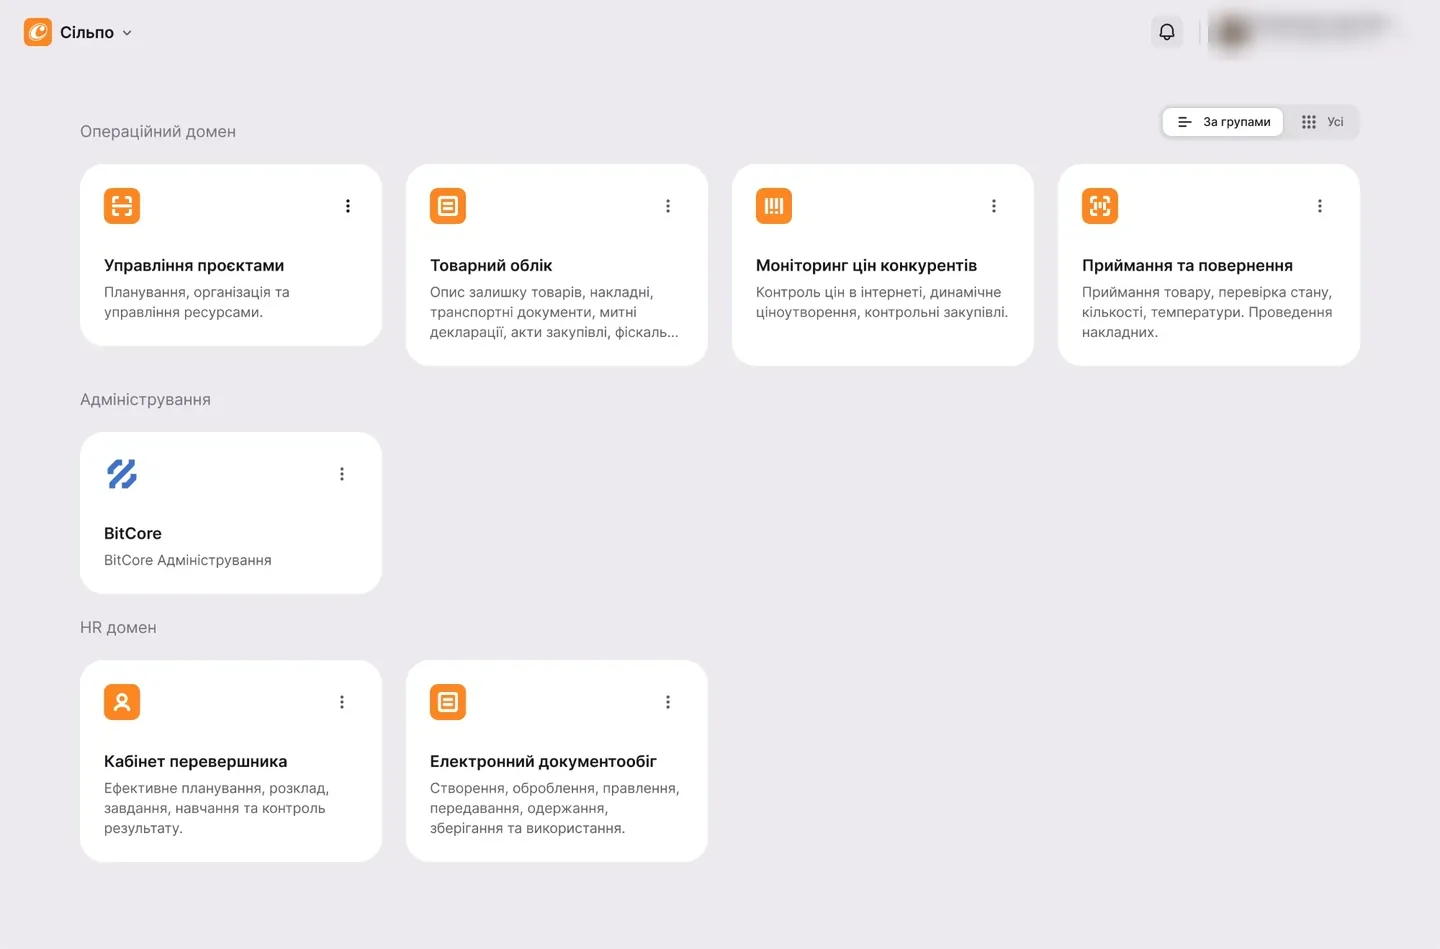 Сільпо
Операційний домен
За групами
Усі
Управління проєктами
Планування, організація та
управління ресурсами.
Товарний облік
Опис залишку товарів, накладні,
транспортні документи, митні
декларації, акти закупівлі, фіскаль...
Моніторинг цін конкурентів
Контроль цін в інтернеті, динамічне
ціноутворення, контрольні закупівлі.
Приймання та повернення
Приймання товару, перевірка стану,
кількості, температури. Проведення
накладних.
Адміністрування
BitCore
BitCore Адміністрування
HR домен
Кабінет перевершника
Ефективне планування, розклад,
завдання, навчання та контроль
результату.
Електронний документообіг
Створення, оброблення, правлення,
передавання, одержання,
зберігання та використання.